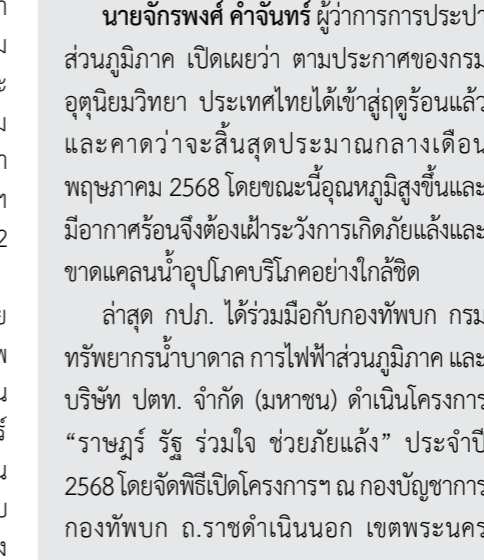 นายจักรพงศ์ คำจันทร์ ผู้ว่าการการประปา
ส่วนภูมิภาค เปิดเผยว่า ตามประกาศของกรม
อุตุนิยมวิทยา ประเทศไทยได้เข้าสู่ฤดูร้อนแล้ว
และคาดว่าจะสิ้นสุดประมาณกลางเดือน
พฤษภาคม 2568 โดยขณะนี้อุณหภูมิสูงขึ้นและ
มีอากาศร้อนจึงต้องเฝ้าระวังการเกิดภัยแล้งและ
ขาดแคลนน้ำอุปโภคบริโภคอย่างใกล้ชิด
ล่าสุด กปภ. ได้ร่วมมือกับกองทัพบก กรม
ทรัพยากรน้ำบาดาล การไฟฟ้าส่วนภูมิภาค และ
บริษัท ปตท. จำกัด (มหาชน) ดำเนินโครงการ
“ราษฎร์ รัฐ ร่วมใจ ช่วยภัยแล้ง” ประจำปี
2568 โดยจัดพิธีเปิดโครงการฯ ณ กองบัญชาการ
กองทัพบก ถ.ราชดำเนินนอก เขตพระนคร